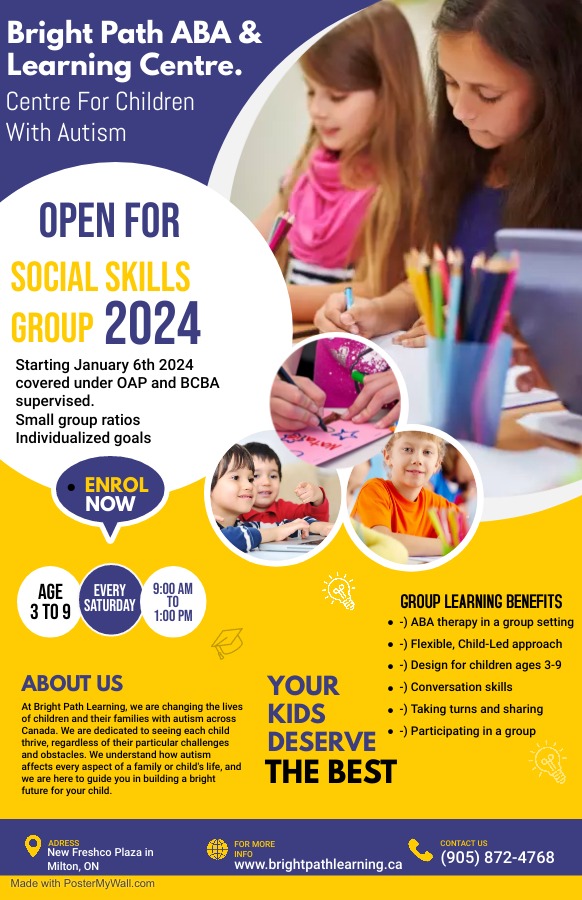 Bright Path ABA &
Learning Centre.
Centre For Children
With Autism
OPEN FOR
SOCIAL SKILLS
GROUP 2024
Starting January 6th 2024
covered under OAP and BCBA
supervised.
Small group ratios
Individualized goals
• ENROL
NOW
AGE
3 TO 9
EVERY
SATURDAY
9:00 AM
TO
1:00 PM
GROUP LEARNING BENEFITS
• -) ABA therapy in a group setting
• -) Flexible, Child-Led approach
• -) Design for children ages 3-9
• -) Conversation skills
• -) Taking turns and sharing
• -) Participating in a group
ABOUT US
At Bright Path Learning, we are changing the lives
of children and their families with autism across
Canada. We are dedicated to seeing each child
thrive, regardless of their particular challenges
and obstacles. We understand how autism
affects every aspect of a family or child's life, and
we are here to guide you in building a bright
future for your child.
YOUR
KIDS
DESERVE
THE BEST
ADRESS
New Freshco Plaza in
Milton, ON
FOR MORE
INFO
www.brightpathlearning.ca
CONTACT US
(905) 872-4768
Made with PosterMyWall.com